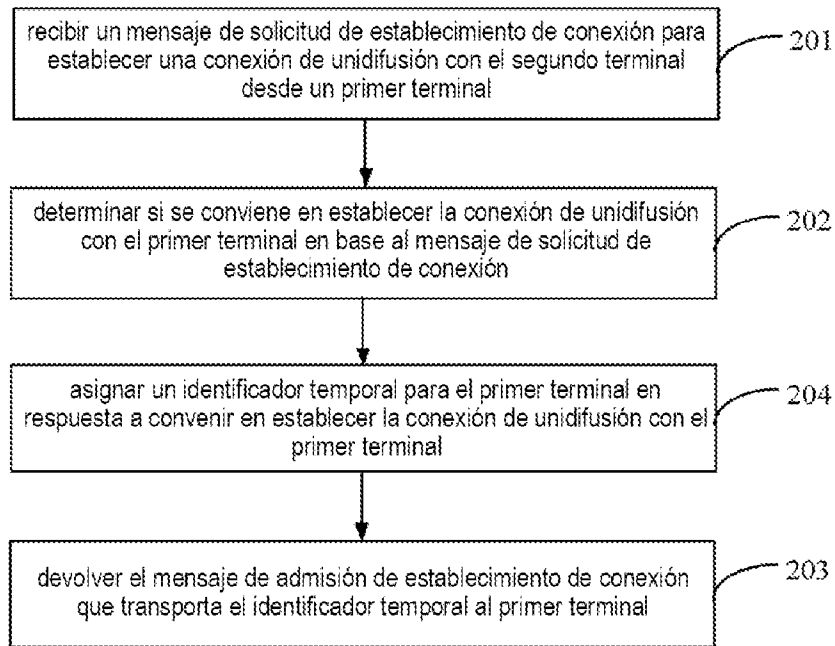 recibir un mensaje de solicitud de establecimiento de conexión para
establecer una conexión de unidifusión con el segundo terminal
desde un primer terminal
201
determinar si se conviene en establecer la conexión de unidifusión
con el primer terminal en base al mensaje de solicitud de
establecimiento de conexión
202
asignar un identificador temporal para el primer terminal en
respuesta a convenir en establecer la conexión de unidifusión con el
primer terminal
204
devolver el mensaje de admisión de establecimiento de conexión
que transporta el identificador temporal al primer terminal
203